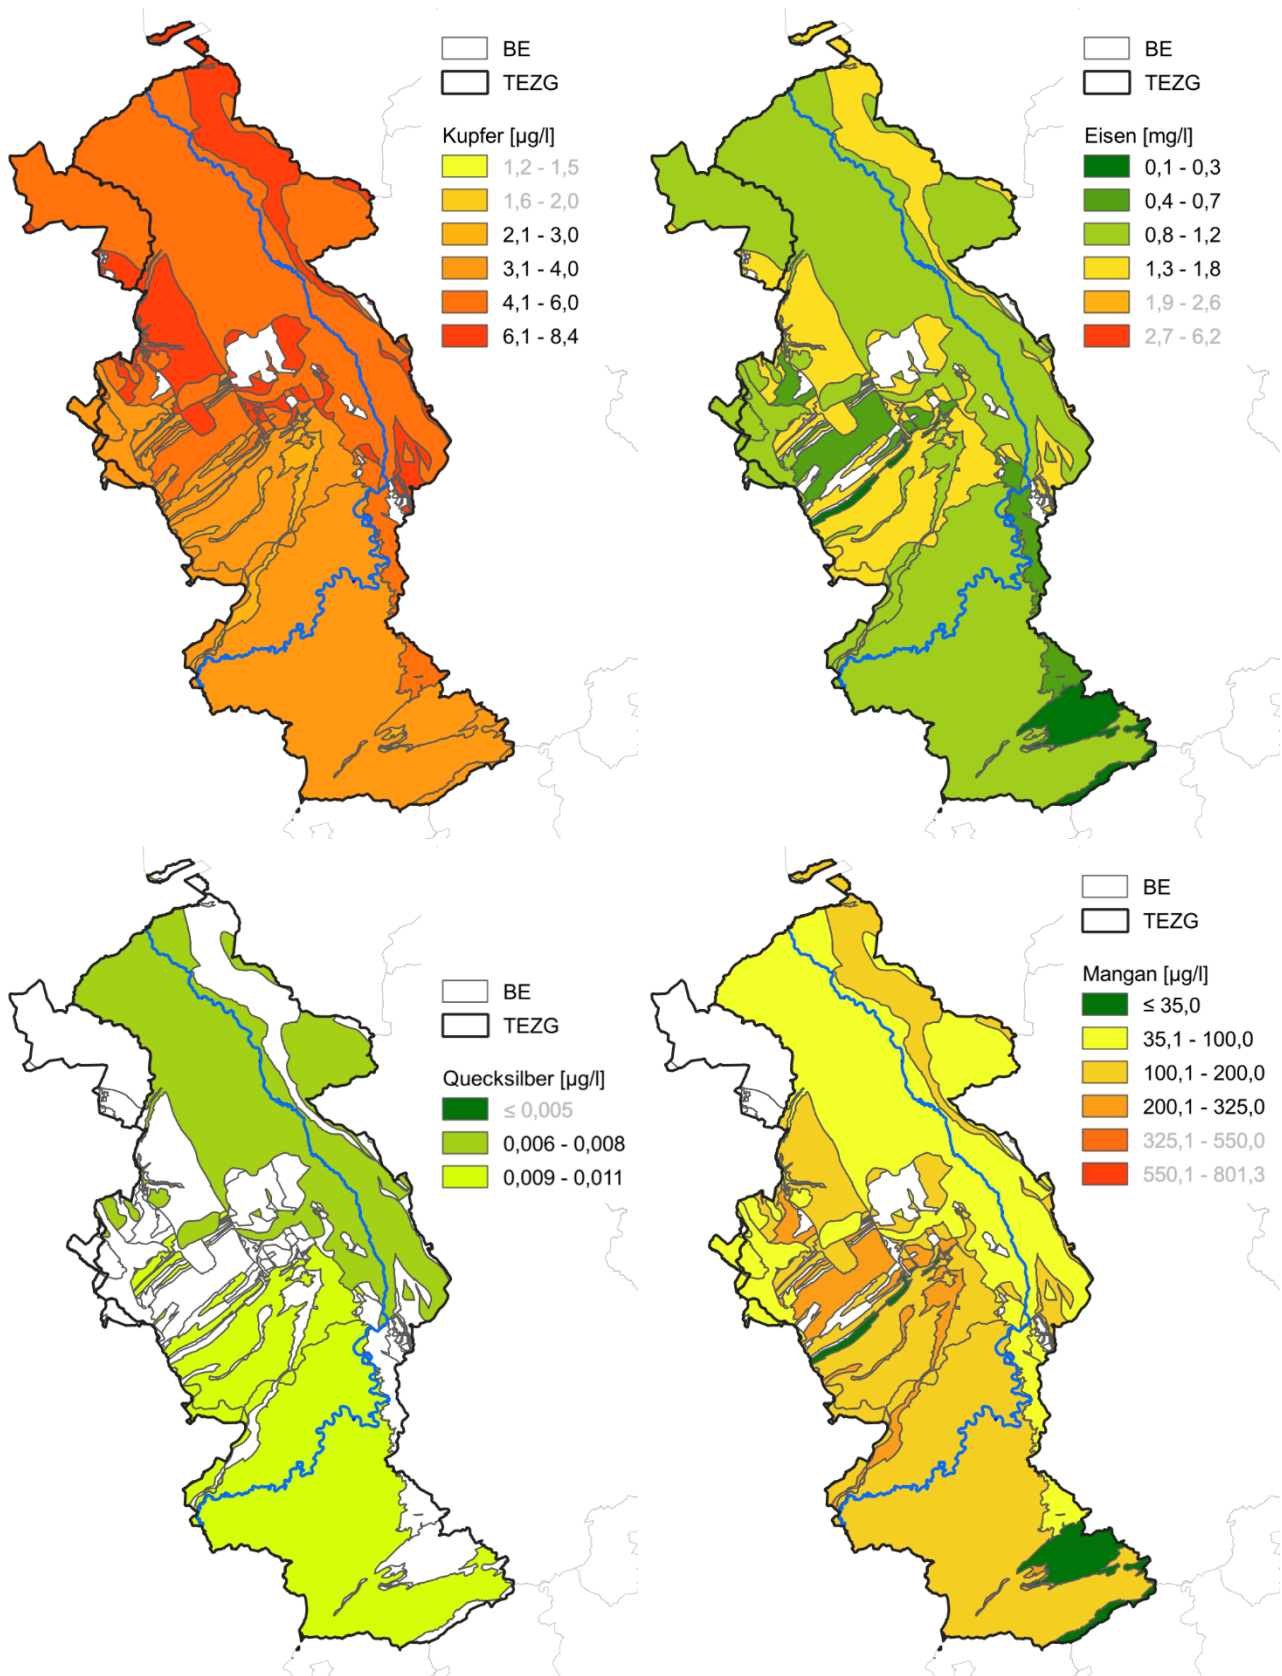 BE
TEZG
Kupfer [µg/l]
1,2 - 1,5
1,6 - 2,0
2,1 - 3,0
3,1 - 4,0
4,1 - 6,0
6,1 - 8,4
BE
TEZG
Eisen [mg/l]
0,1 - 0,3
0,4 - 0,7
0,8 - 1,2
1,3 - 1,8
1,9 - 2,6
2,7 - 6,2
BE
TEZG
Quecksilber [µg/l]
≤ 0,005
0,006 - 0,008
0,009 - 0,011
BE
TEZG
Mangan [µg/l]
≤ 35,0
35,1 - 100,0
100,1 - 200,0
200,1 - 325,0
325,1 - 550,0
550,1 - 801,3